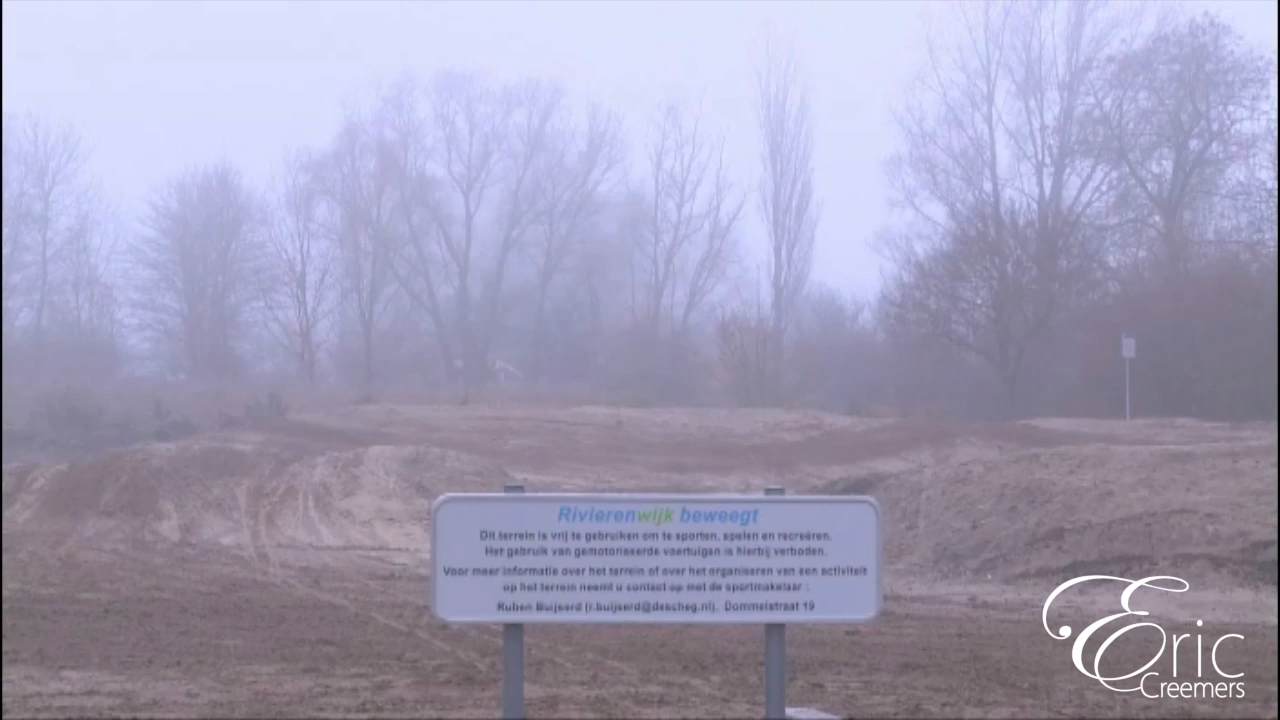 Rivierenwijk beweegt
Dit terrein is vrij te gebruiken om te sporten, spelen en recreëren.
Het gebruik van gemotoriseerde voertuigen is hierbij verboden.
Voor meer informatie over het terrein of over het organiseren van een activiteit
op het terrein neemt u contact op met de sportmakelaar :
Ruben Buijserd (r.buijserd@descheg.nl), Dommelstraat 19
Eric
Creemers